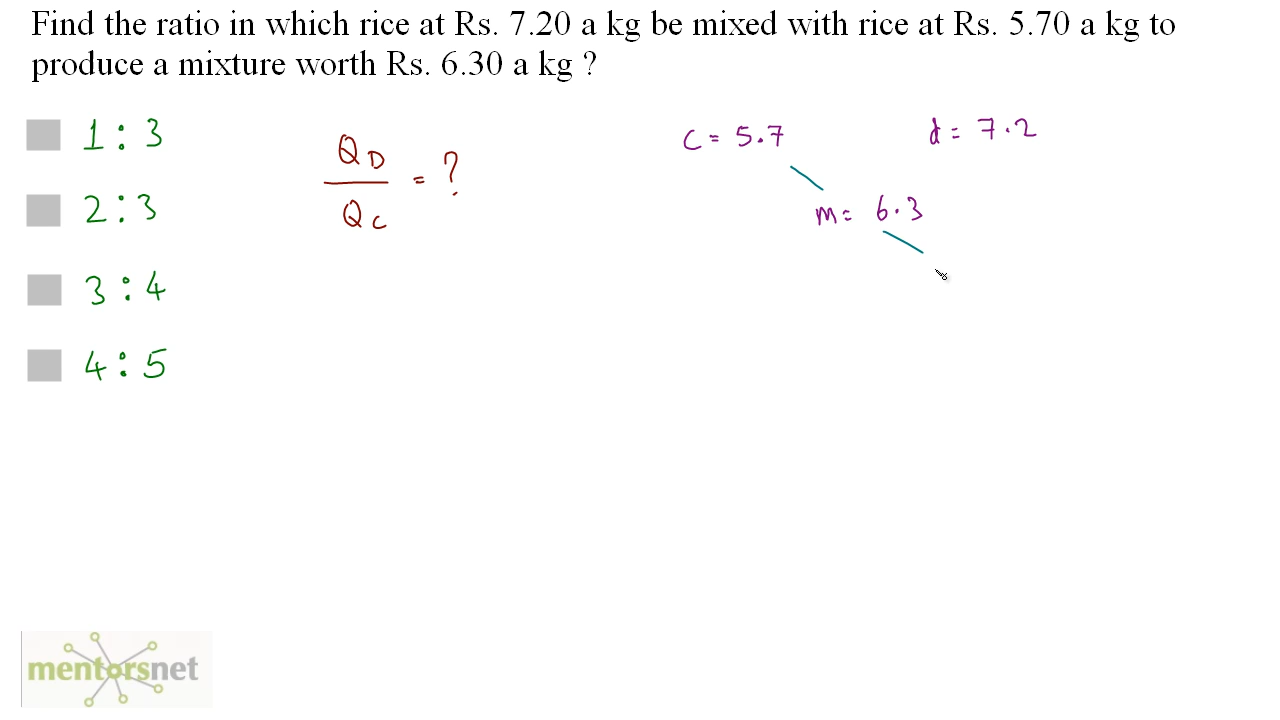 Find the ratio in which rice at Rs. 7.20 a kg be mixed with rice at Rs. 5.70 a kg to
produce a mixture worth Rs. 6.30 a kg ?
1 : 3
2 : 3
3 : 4
4 : 5
Q_D / Q_C = ?
c = 5.7
d = 7.2
m = 6.3
mentorsnet